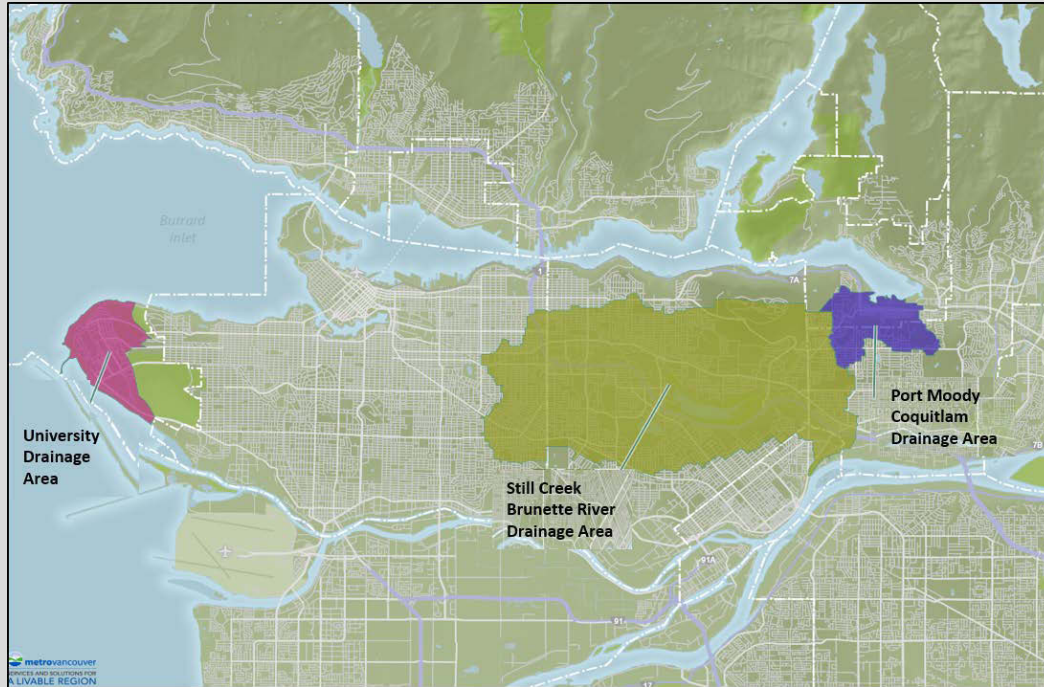 Burrard
Inlet
1
7A
University
Drainage
Area
Still Creek
Brunette River
Drainage Area
Port Moody
Coquitlam
Drainage Area
7B
91A
91
17
metrovancouver
SERVICES AND SOLUTIONS FOR
A LIVABLE REGION